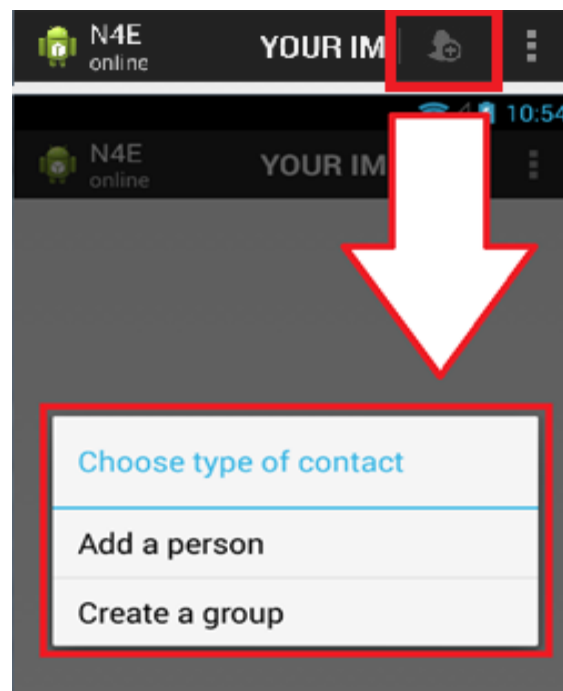 N4E
online
YOUR IM
10:54
N4E
online
YOUR IM
Choose type of contact
Add a person
Create a group